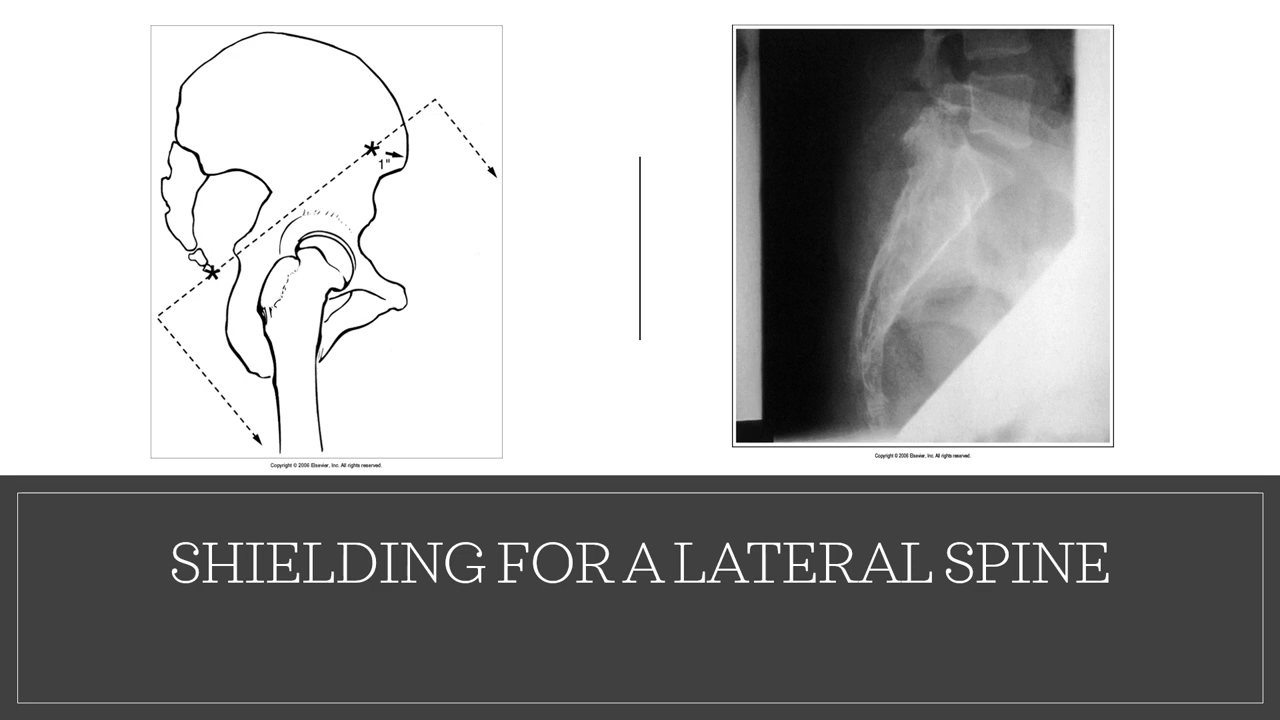 *
1"
*
Copyright © 2006 Elsevier, Inc. All rights reserved.
Copyright © 2006 Elsevier, Inc. All rights reserved.
SHIELDING FOR A LATERAL SPINE